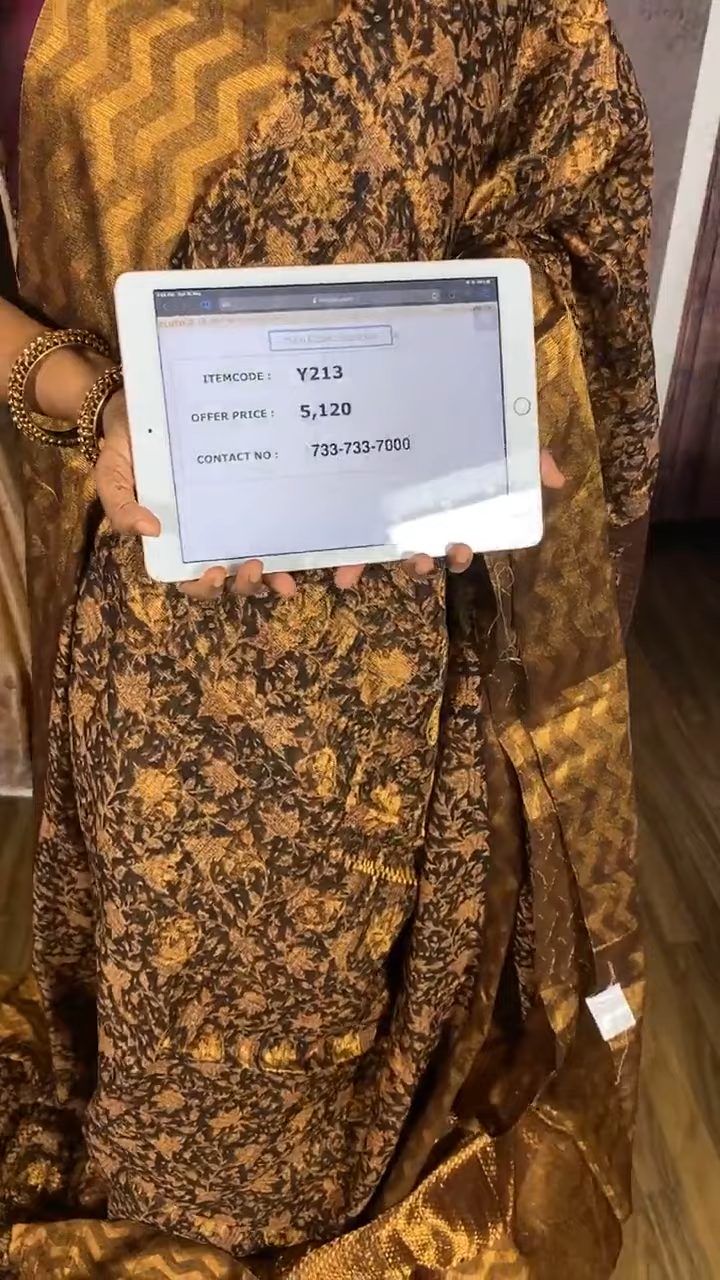 ITEMCODE : Y213
OFFER PRICE : 5,120
CONTACT NO : 733-733-7000